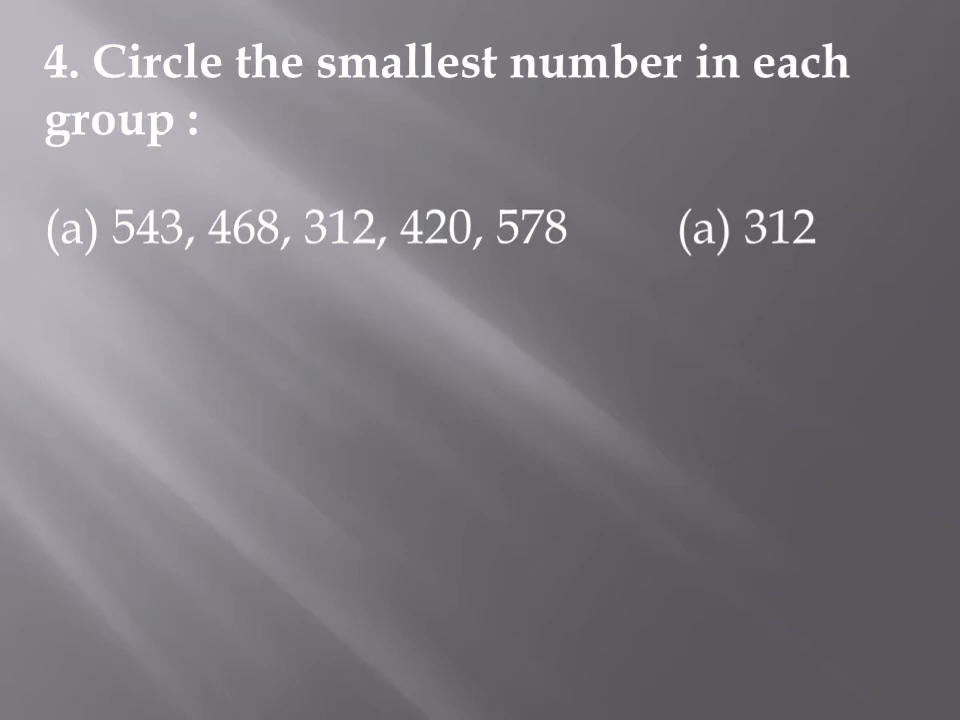 4. Circle the smallest number in each
group :
(a) 543, 468, 312, 420, 578 (a) 312